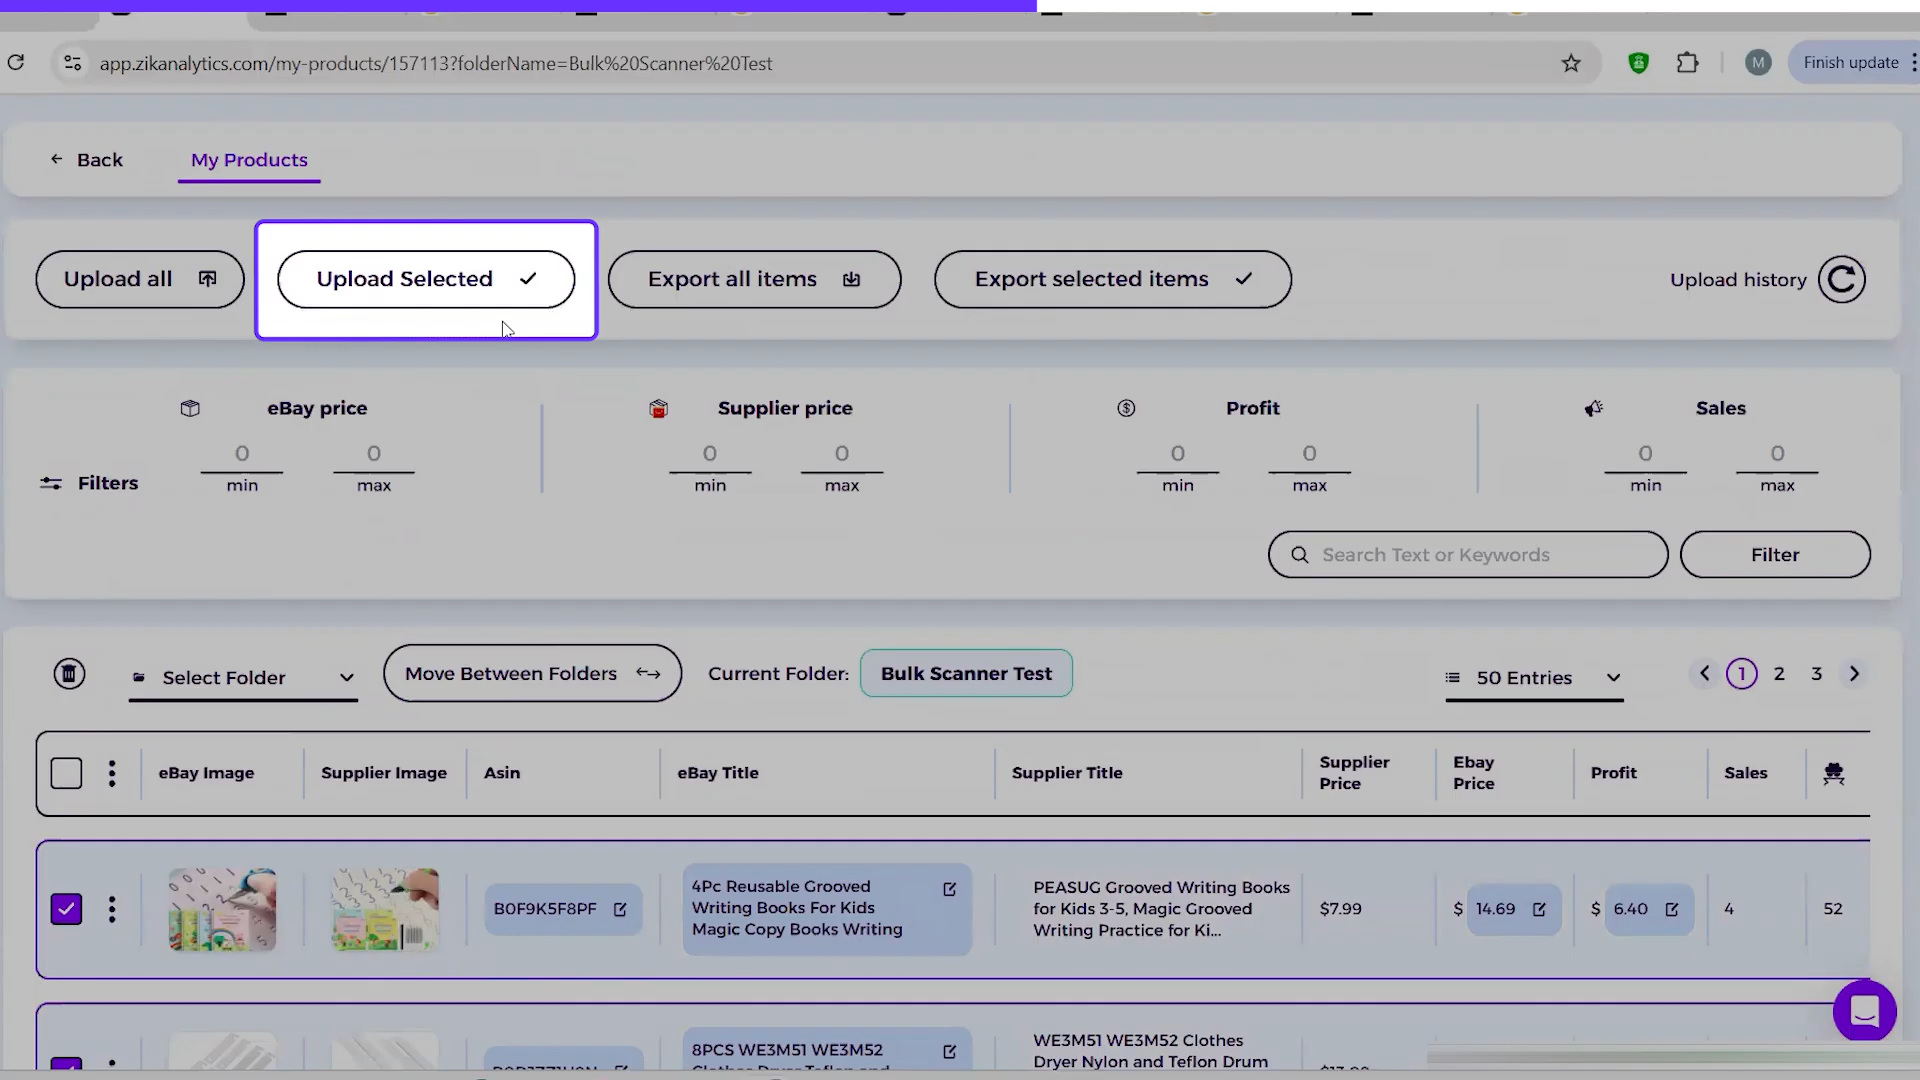 app.zikanalytics.com/my-products/157113?folderName=Bulk%20Scanner%20Test
M
Finish update
Back
My Products
Upload all
Upload Selected
Export all items
Export selected items
Upload history
Filters
eBay price
0
0
min
max
Supplier price
0
0
min
max
Profit
0
0
min
max
Sales
0
0
min
max
Search Text or Keywords
Filter
Select Folder
Move Between Folders
Current Folder:
Bulk Scanner Test
50 Entries
1
2
3
eBay Image
Supplier Image
Asin
eBay Title
Supplier Title
Supplier
Price
Ebay
Price
Profit
Sales
B0F9K5F8PF
4Pc Reusable Grooved
Writing Books For Kids
Magic Copy Books Writing
PEASUG Grooved Writing Books
for Kids 3-5, Magic Grooved
Writing Practice for Ki...
$7.99
$ 14.69
$ 6.40
4
52
8PCS WE3M51 WE3M52
WE3M51 WE3M52 Clothes
Dryer Nylon and Teflon Drum